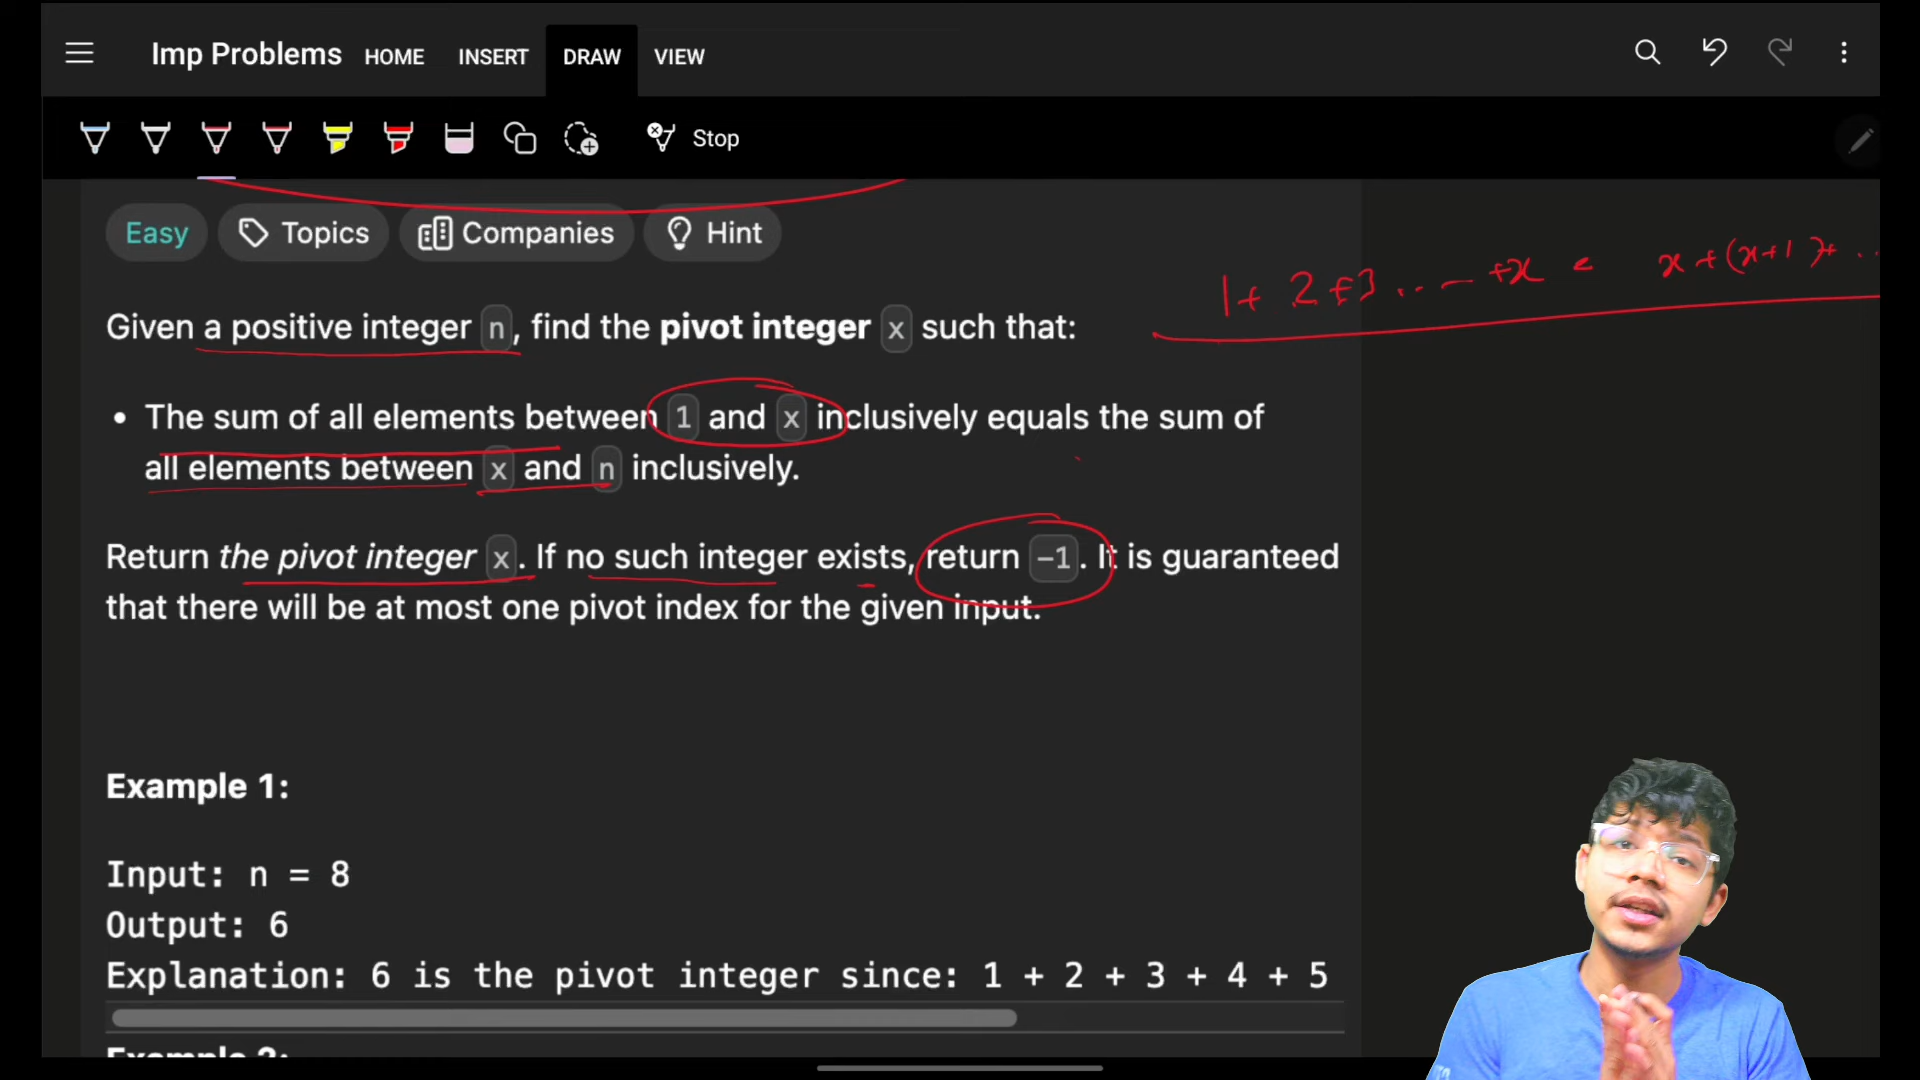 Imp Problems HOME INSERT DRAW VIEW
Stop
Easy Topics Companies Hint
1+ 2+3 ..... +x = x+(x+1)+ ..
Given a positive integer n, find the pivot integer x such that:
• The sum of all elements between 1 and x inclusively equals the sum of
all elements between x and n inclusively.
Return the pivot integer x. If no such integer exists, return -1. It is guaranteed
that there will be at most one pivot index for the given input.
Example 1:
Input: n = 8
Output: 6
Explanation: 6 is the pivot integer since: 1 + 2 + 3 + 4 + 5
Example 2: